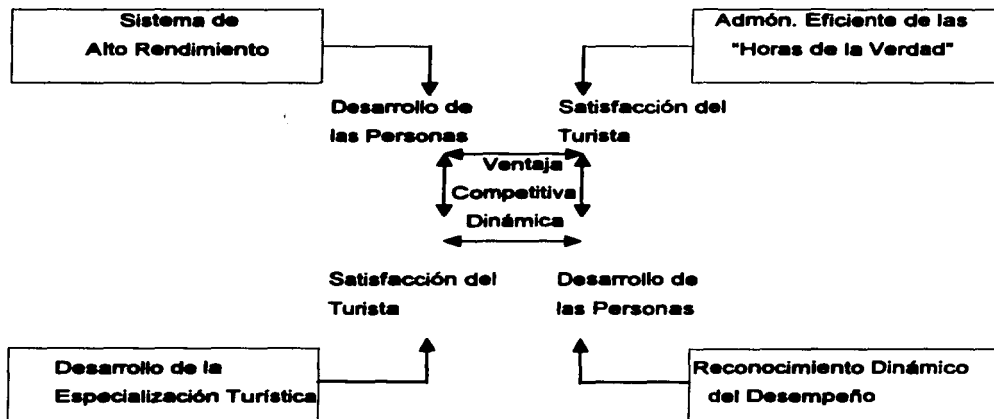 Sistema de
Alto Rendimiento
Admón. Eficiente de las
"Horas de la Verdad"
Desarrollo de
las Personas
Satisfacción del
Turista
Ventaja
Competitiva
Dinámica
Satisfacción del
Turista
Desarrollo de
las Personas
Desarrollo de la
Especialización Turística
Reconocimiento Dinámico
del Desempeño